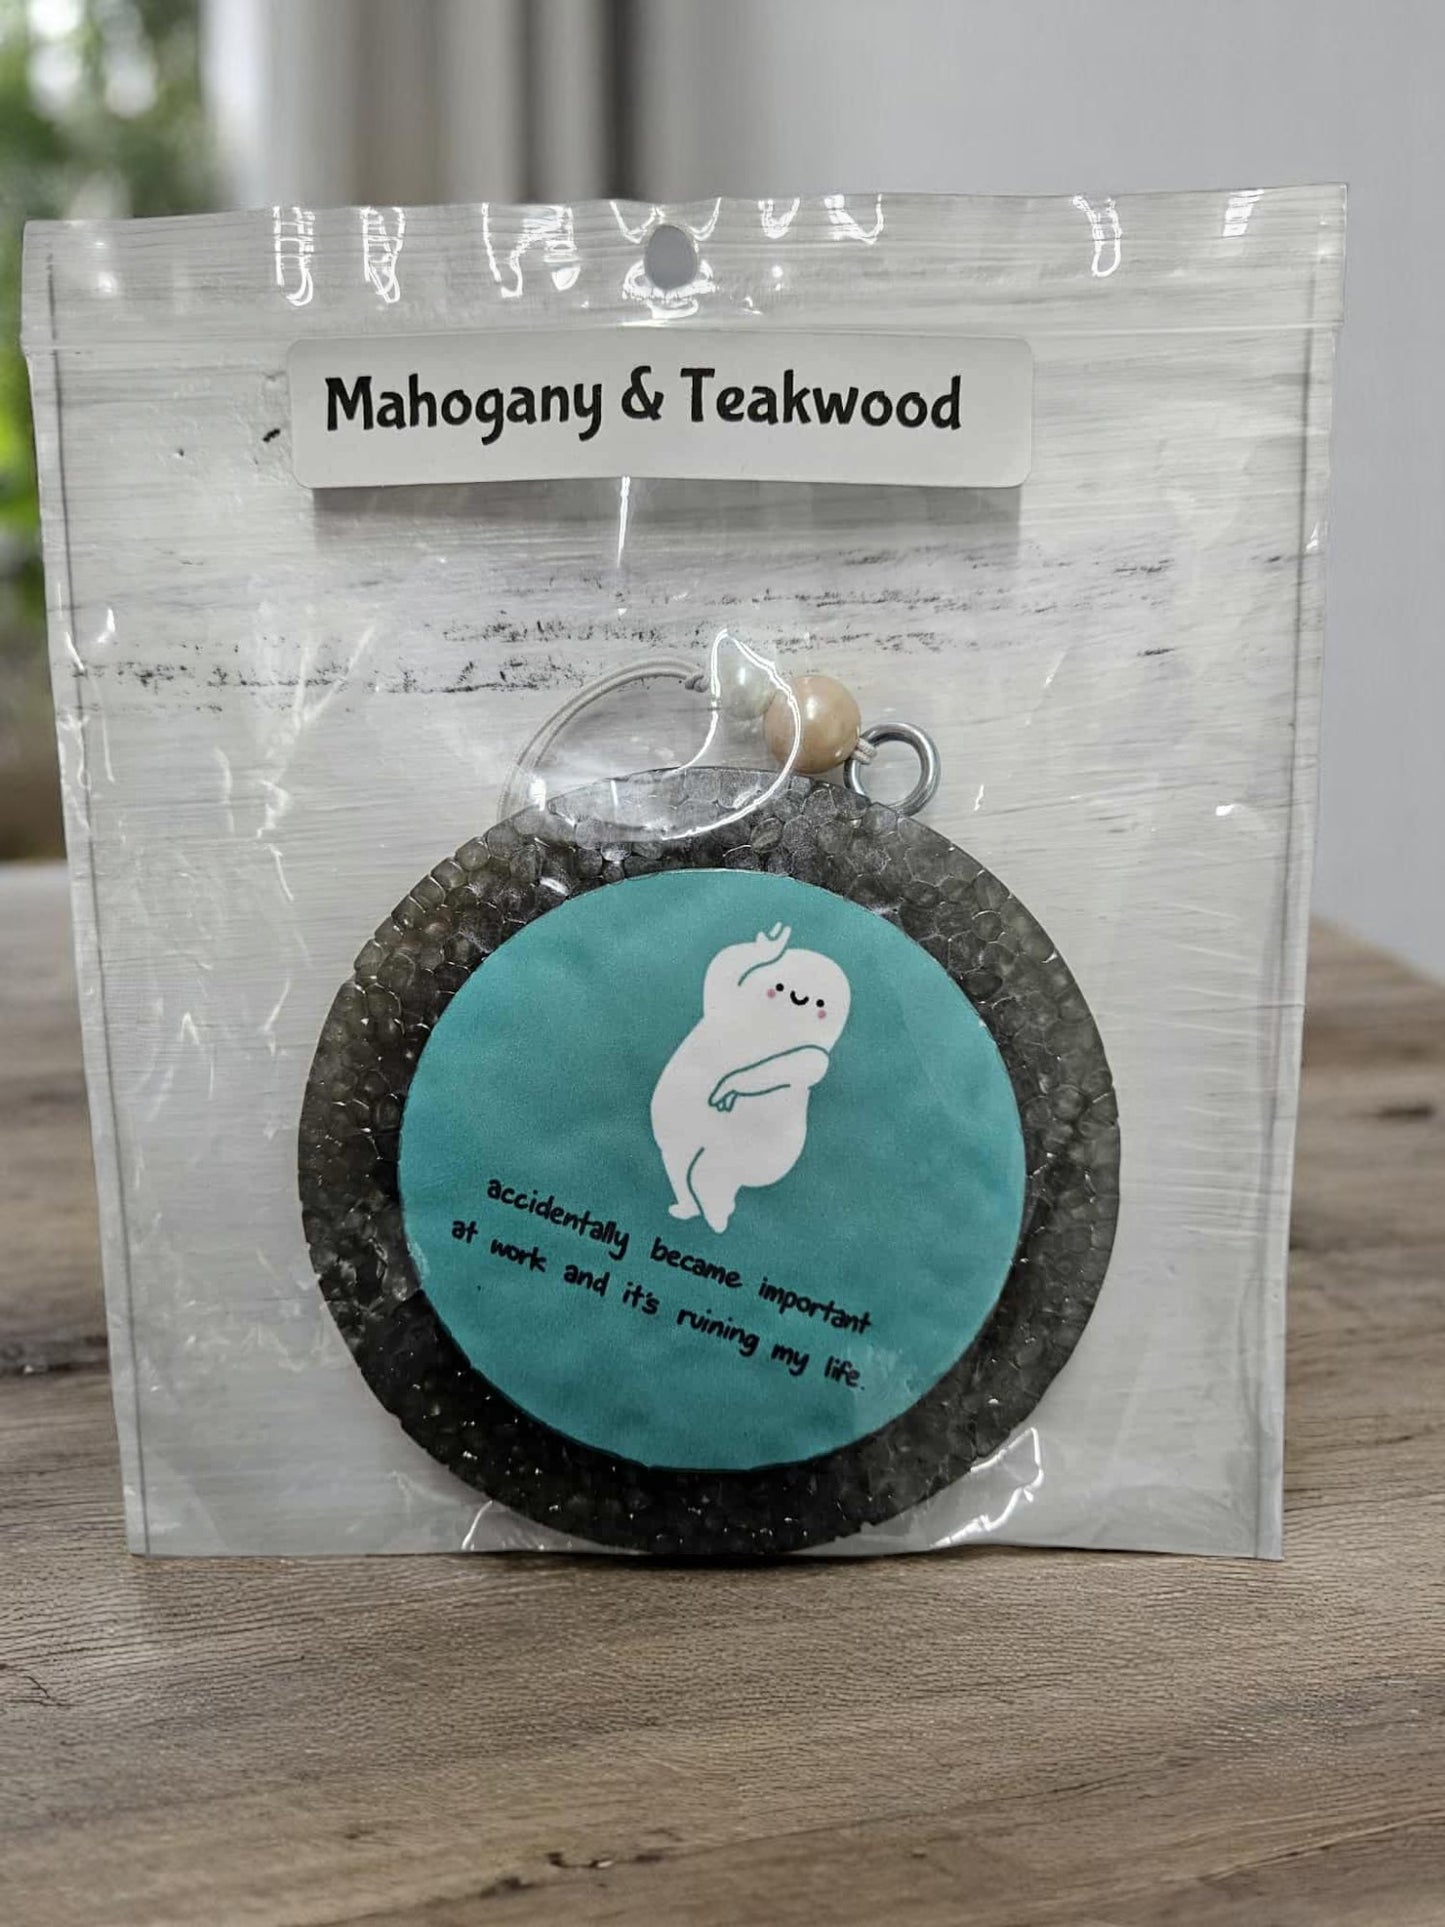 Mahogany & Teakwood
accidentally became important
at work and it's ruining my life.